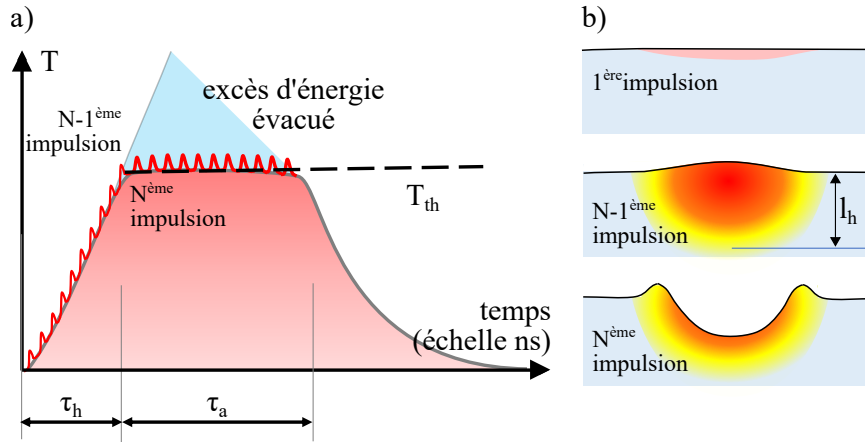 a)
T
N-1ème
impulsion
excès d'énergie
évacué
Nème
impulsion
Tth
temps
(échelle ns)
τh
τa
b)
1ère impulsion
N-1ème
impulsion
lh
Nème
impulsion